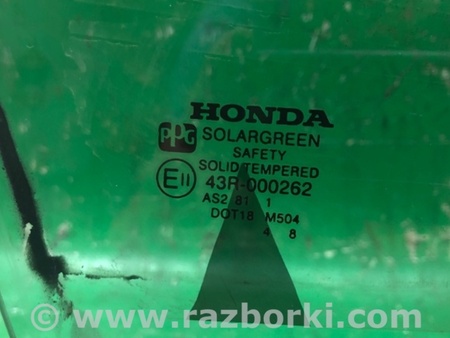 HONDA
PPG SOLARGREEN
SAFETY
SOLID TEMPERED
E11 43R-000262
AS2 81 1
DOT18 M504
4 8
© www.razborki.com